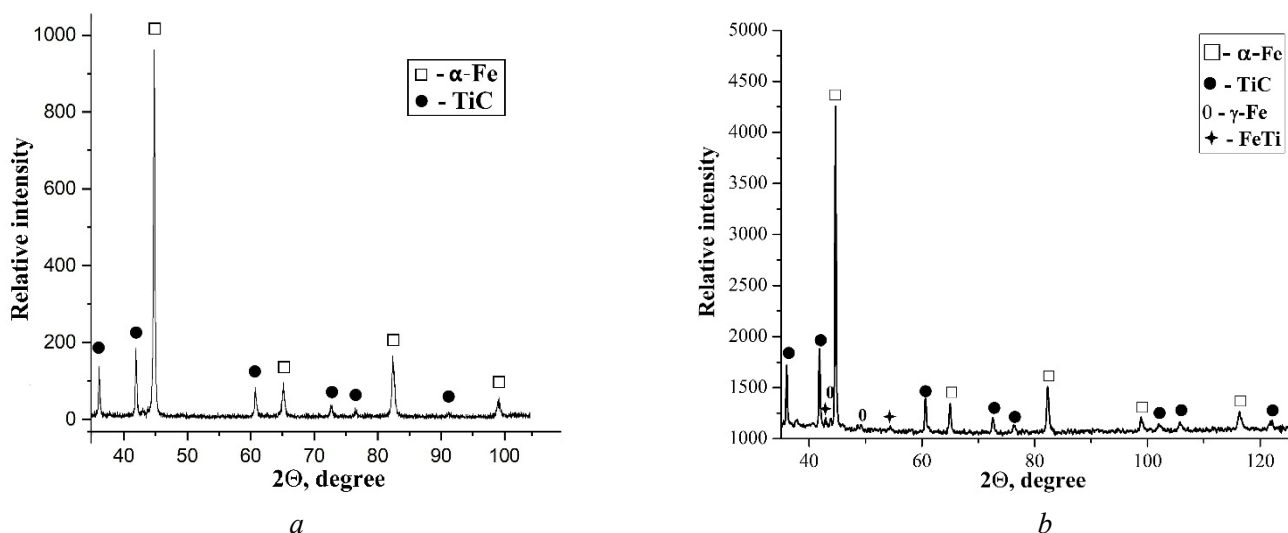 1000
800
600
400
200
0
40 50 60 70 80 90 100
Relative intensity
2Θ, degree
□ - α-Fe
● - TiC
a
5000
4500
4000
3500
3000
2500
2000
1500
1000
40 60 80 100 120
Relative intensity
2Θ, degree
□ - α-Fe
● - TiC
0 - γ-Fe
✦ - FeTi
0
0
b